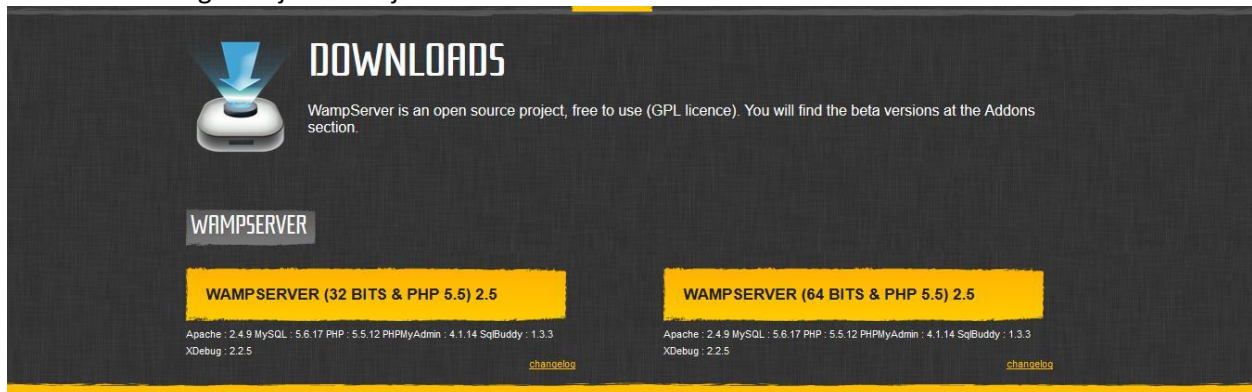 DOWNLOADS
WampServer is an open source project, free to use (GPL licence). You will find the beta versions at the Addons
section.
WAMPSERVER
WAMPSERVER (32 BITS & PHP 5.5) 2.5
Apache : 2.4.9 MySQL : 5.6.17 PHP : 5.5.12 PHPMyAdmin : 4.1.14 SqlBuddy : 1.3.3
XDebug : 2.2.5
changelog
WAMPSERVER (64 BITS & PHP 5.5) 2.5
Apache : 2.4.9 MySQL : 5.6.17 PHP : 5.5.12 PHPMyAdmin : 4.1.14 SqlBuddy : 1.3.3
XDebug : 2.2.5
changelog